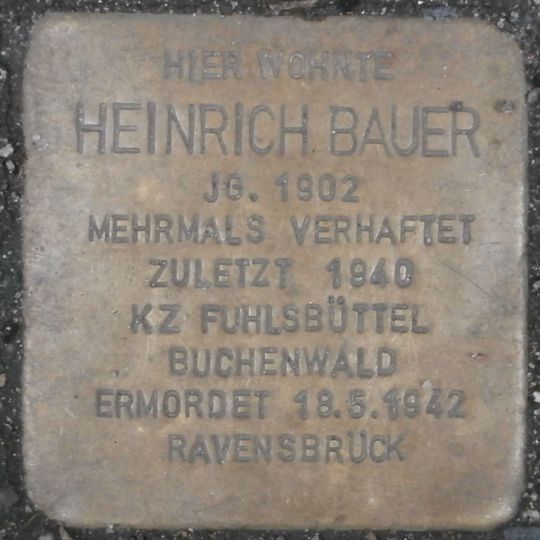 HIER WOHNTE
HEINRICH BAUER
JG. 1902
MEHRMALS VERHAFTET
ZULETZT 1940
KZ FUHLSBÜTTEL
BUCHENWALD
ERMORDET 18.5.1942
RAVENSBRÜCK